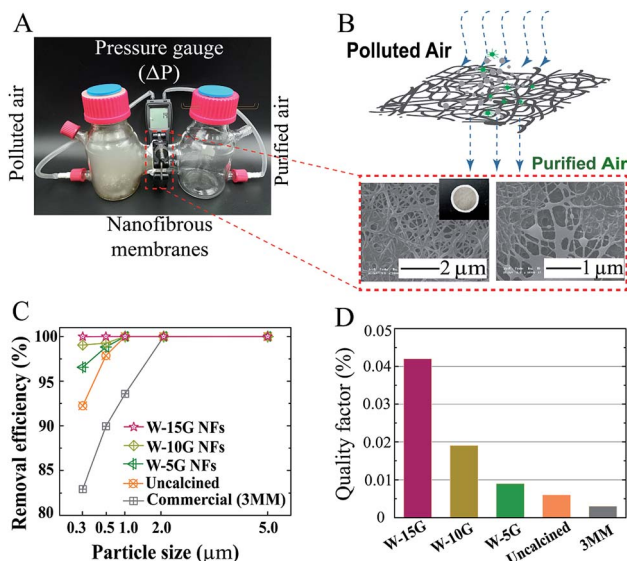 A
Pressure gauge
(ΔP)
Polluted air
Purified air
Nanofibrous
membranes
B
Polluted Air
Purified Air
2 μm
1 μm
C
Removal efficiency (%)
100
95
90
85
80
W-15G NFs
W-10G NFs
W-5G NFs
Uncalcined
Commercial (3MM)
0.3
0.5
1.0
2.0
5.0
Particle size (μm)
D
Quality factor (%)
0.05
0.04
0.03
0.02
0.01
0.00
W-15G
W-10G
W-5G
Uncalcined
3MM